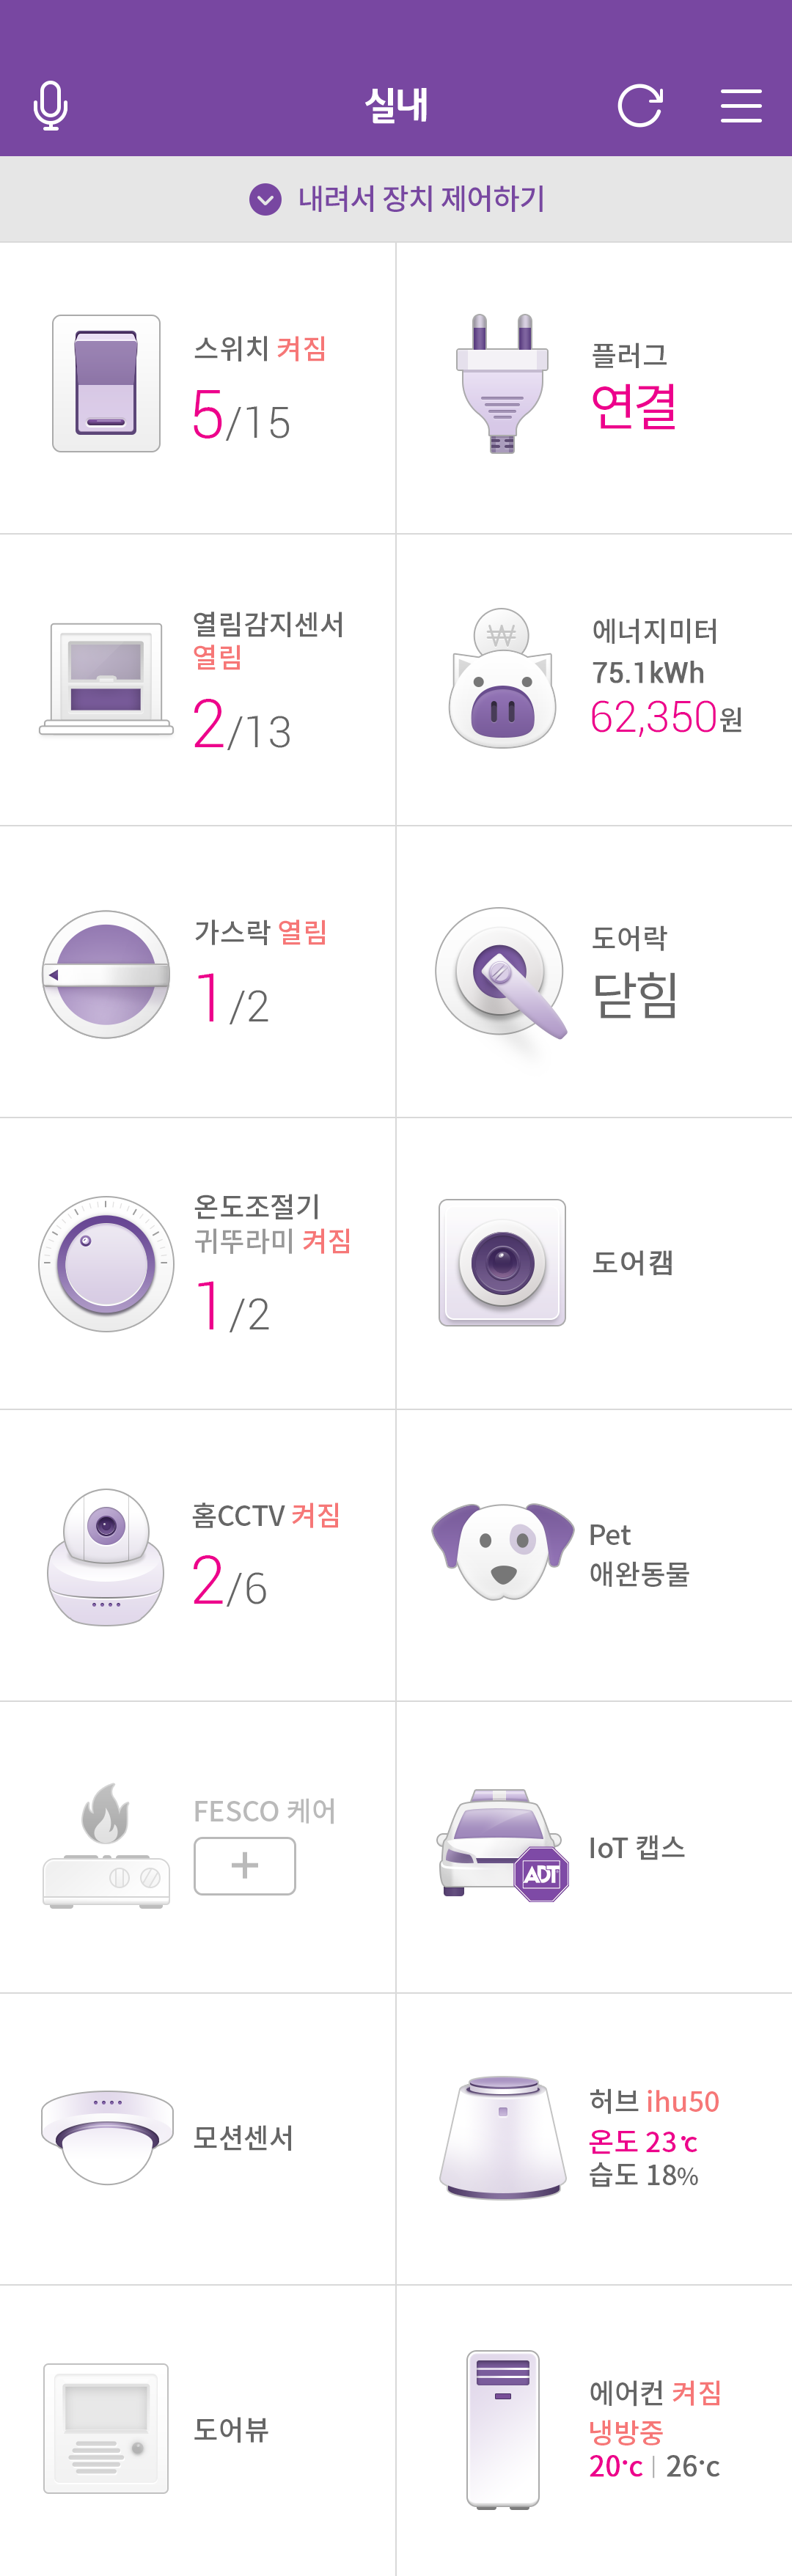 실내
내려서 장치 제어하기
스위치 켜짐
5/15
플러그
연결
열림감지센서
열림
2/13
₩
에너지미터
75.1kWh
62,350원
가스락 열림
1/2
도어락
닫힘
온도조절기
귀뚜라미 켜짐
1/2
도어캠
홈CCTV 켜짐
2/6
Pet
애완동물
FESCO 케어
+
IoT 캡스
ADT
모션센서
허브 ihu50
온도 23℃
습도 18%
도어뷰
에어컨 켜짐
냉방중
20℃ | 26℃